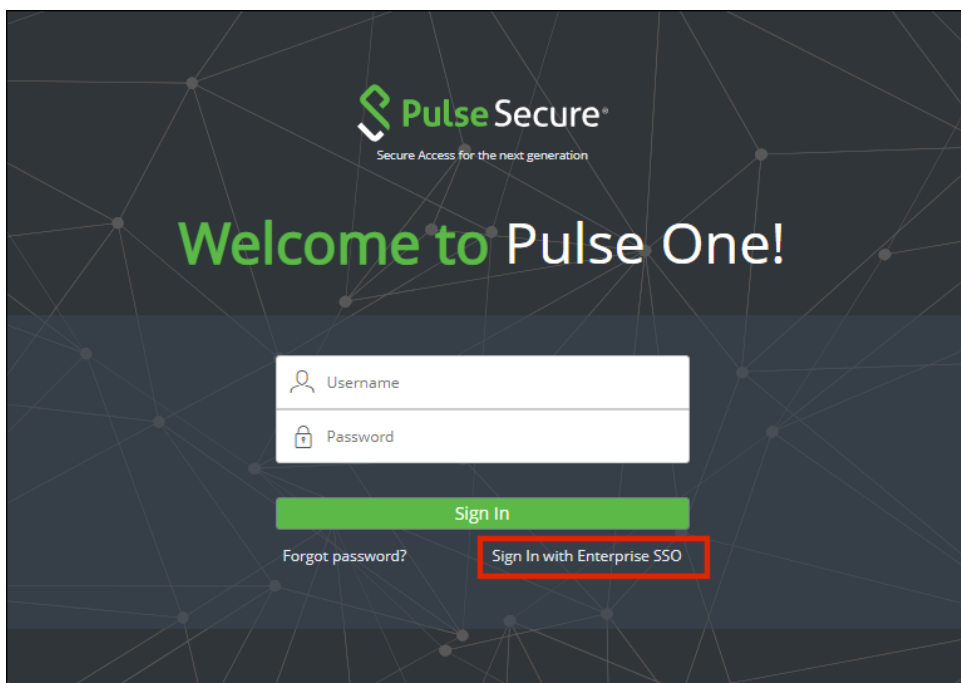 Pulse Secure®
Secure Access for the next generation
Welcome to Pulse One!
Username
Password
Sign In
Forgot password? Sign In with Enterprise SSO